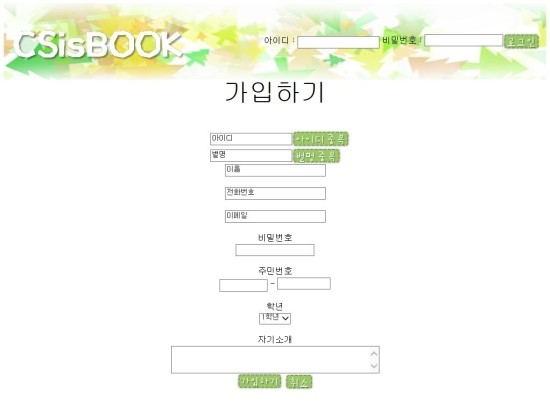 CSisBOOK
아이디 : 비밀번호 : 로그인
가입하기
아이디 아이디중복
별명 별명중복
이름
전화번호
이메일
비밀번호
주민번호
-
학년
1학년
자기소개
가입하기 취소